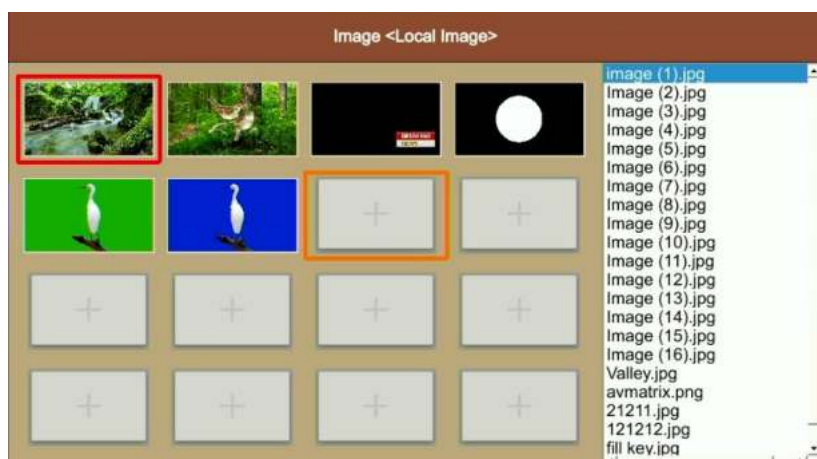 Image <Local Image>
image (1).jpg
Image (2).jpg
Image (3).jpg
Image (4).jpg
Image (5).jpg
Image (6).jpg
Image (7).jpg
Image (8).jpg
Image (9).jpg
Image (10).jpg
Image (11).jpg
Image (12).jpg
Image (13).jpg
Image (14).jpg
Image (15).jpg
Image (16).jpg
Valley.jpg
avmatrix.png
21211.jpg
121212.jpg
fill key.jpg